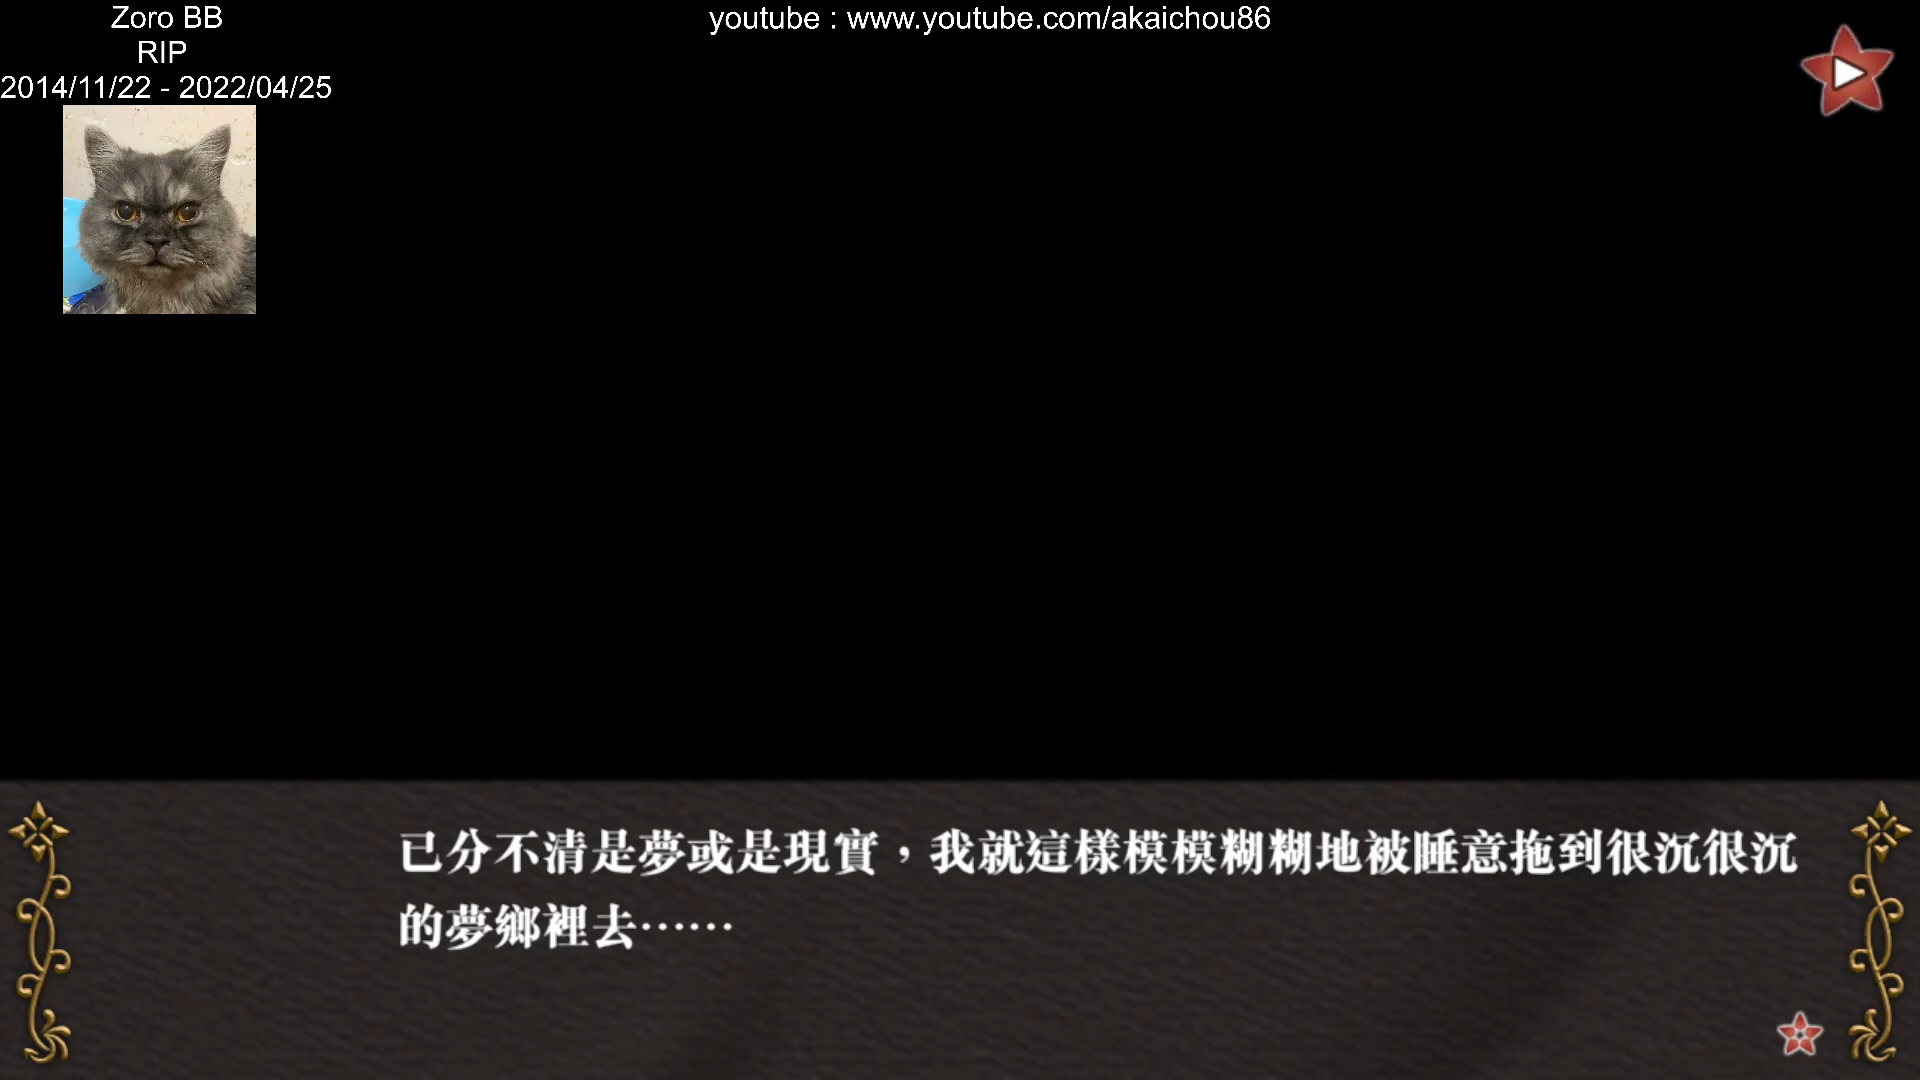 Zoro BB
RIP
2014/11/22 - 2022/04/25
youtube : www.youtube.com/akaichou86
已分不清是夢或是現實，我就這樣模模糊糊地被睡意拖到很沉很沉
的夢鄉裡去⋯⋯